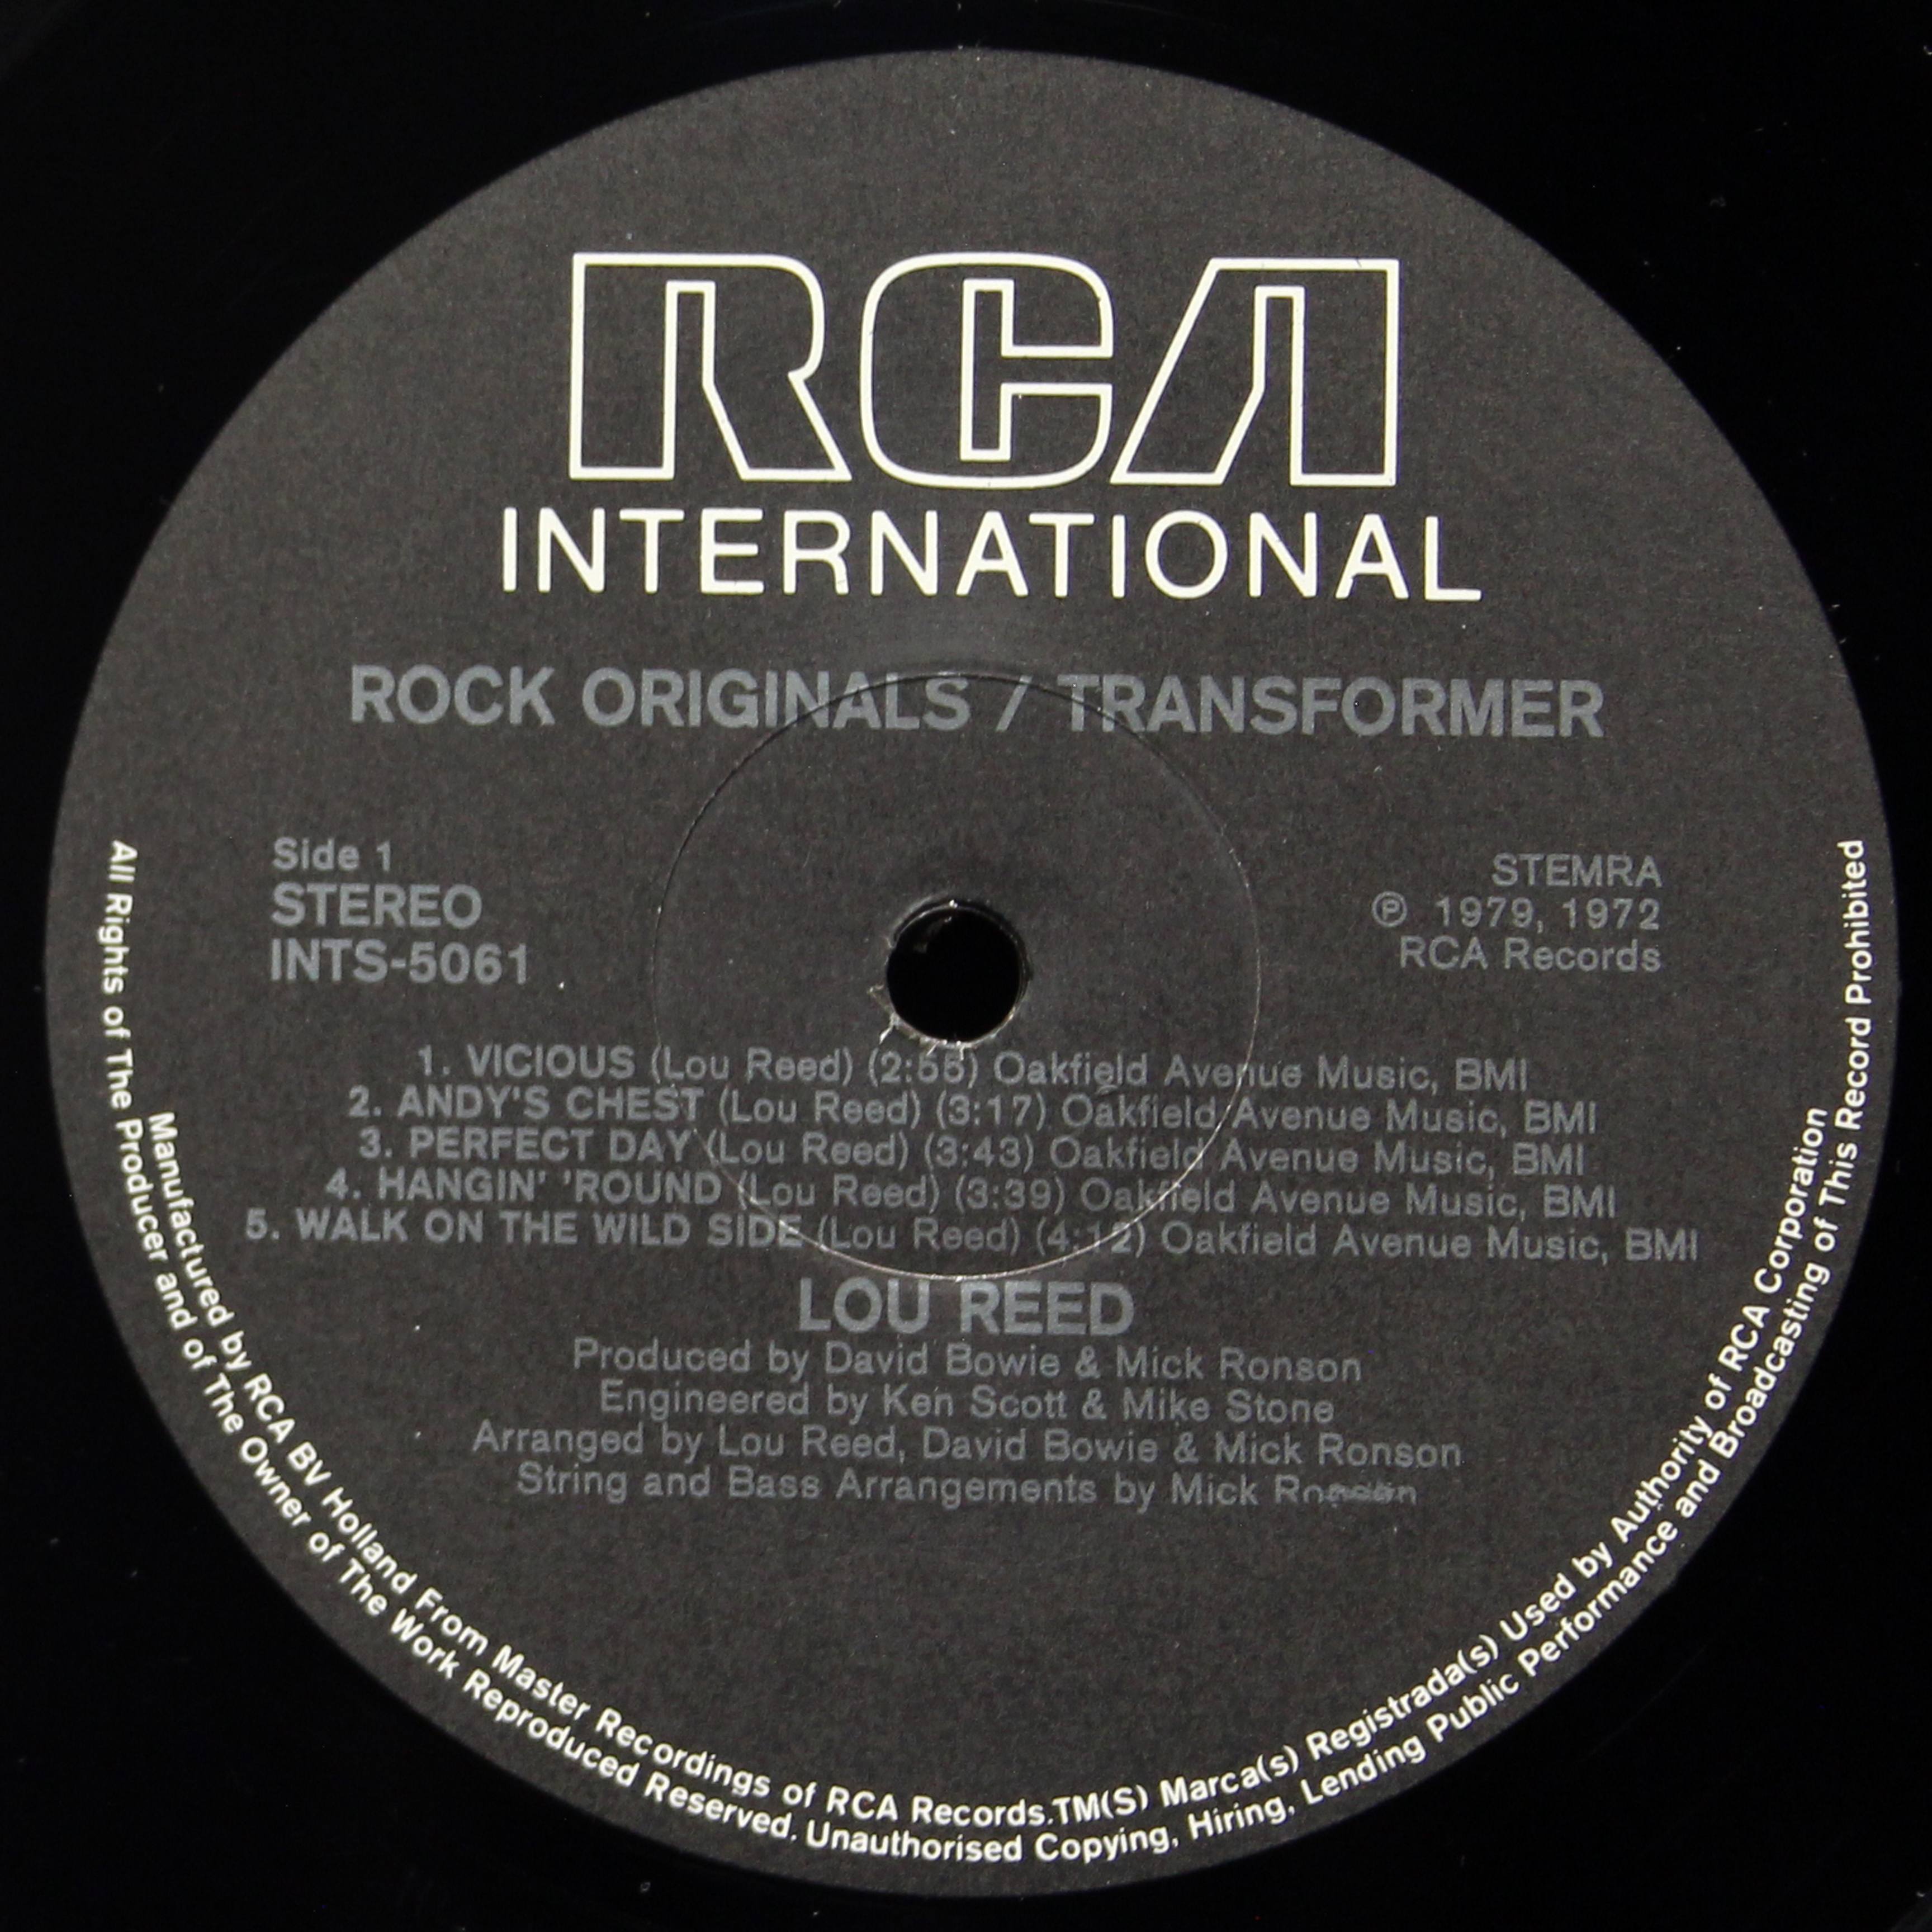 RCA
INTERNATIONAL
ROCK ORIGINALS / TRANSFORMER
Side 1
STEREO
INTS-5061
STEMRA
℗ 1979, 1972
RCA Records
1. VICIOUS (Lou Reed) (2:55) Oakfield Avenue Music, BMI
2. ANDY'S CHEST (Lou Reed) (3:17) Oakfield Avenue Music, BMI
3. PERFECT DAY (Lou Reed) (3:43) Oakfield Avenue Music, BMI
4. HANGIN' 'ROUND (Lou Reed) (3:39) Oakfield Avenue Music, BMI
5. WALK ON THE WILD SIDE (Lou Reed) (4:12) Oakfield Avenue Music, BMI
LOU REED
Produced by David Bowie & Mick Ronson
Engineered by Ken Scott & Mike Stone
Arranged by Lou Reed, David Bowie & Mick Ronson
String and Bass Arrangements by Mick Ronson
Manufactured by RCA BV Holland From Master Recordings of RCA Records.TM(S) Marca(s) Registrada(s) Used by Authority of RCA Corporation
All Rights of The Producer and of The Owner of The Work Reproduced Reserved. Unauthorised Copying, Hiring, Lending Public Performance and Broadcasting of This Record Prohibited